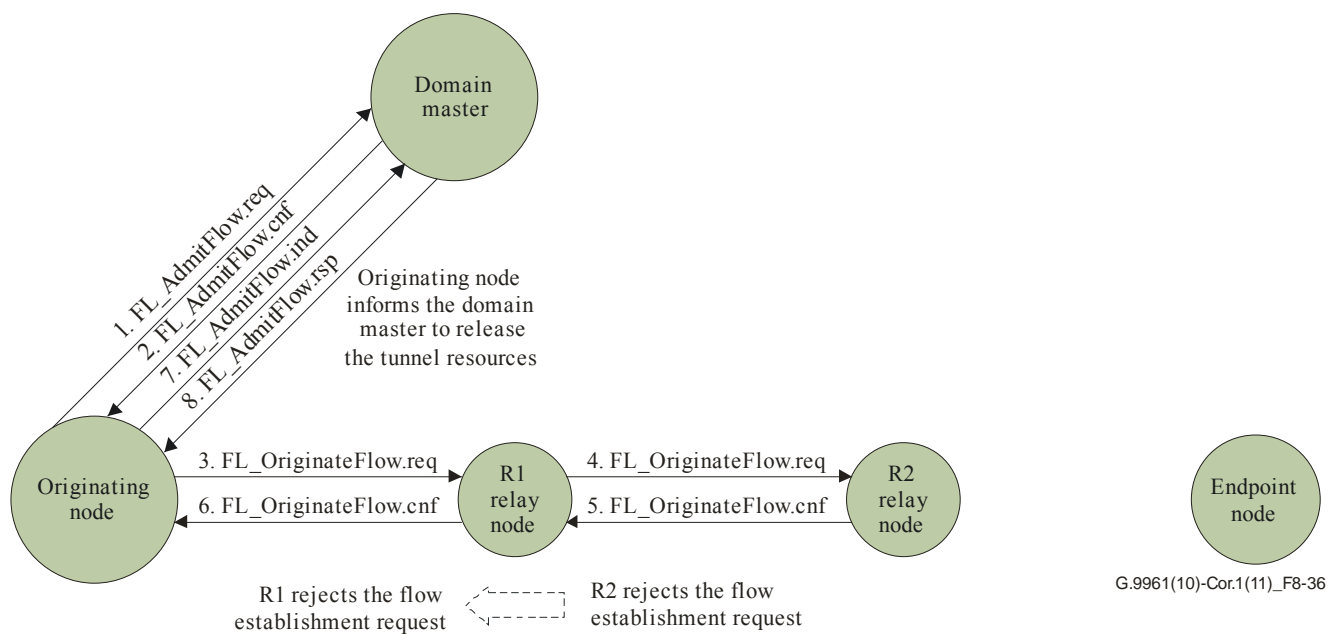 Domain
master
1. FL_AdmitFlow.req
2. FL_AdmitFlow.cnf
7. FL_AdmitFlow.ind
8. FL_AdmitFlow.rsp
Originating node
informs the domain
master to release
the tunnel resources
Originating
node
3. FL_OriginateFlow.req
6. FL_OriginateFlow.cnf
R1
relay
node
4. FL_OriginateFlow.req
5. FL_OriginateFlow.cnf
R2
relay
node
Endpoint
node
G.9961(10)-Cor.1(11)_F8-36
R1 rejects the flow
establishment request
R2 rejects the flow
establishment request